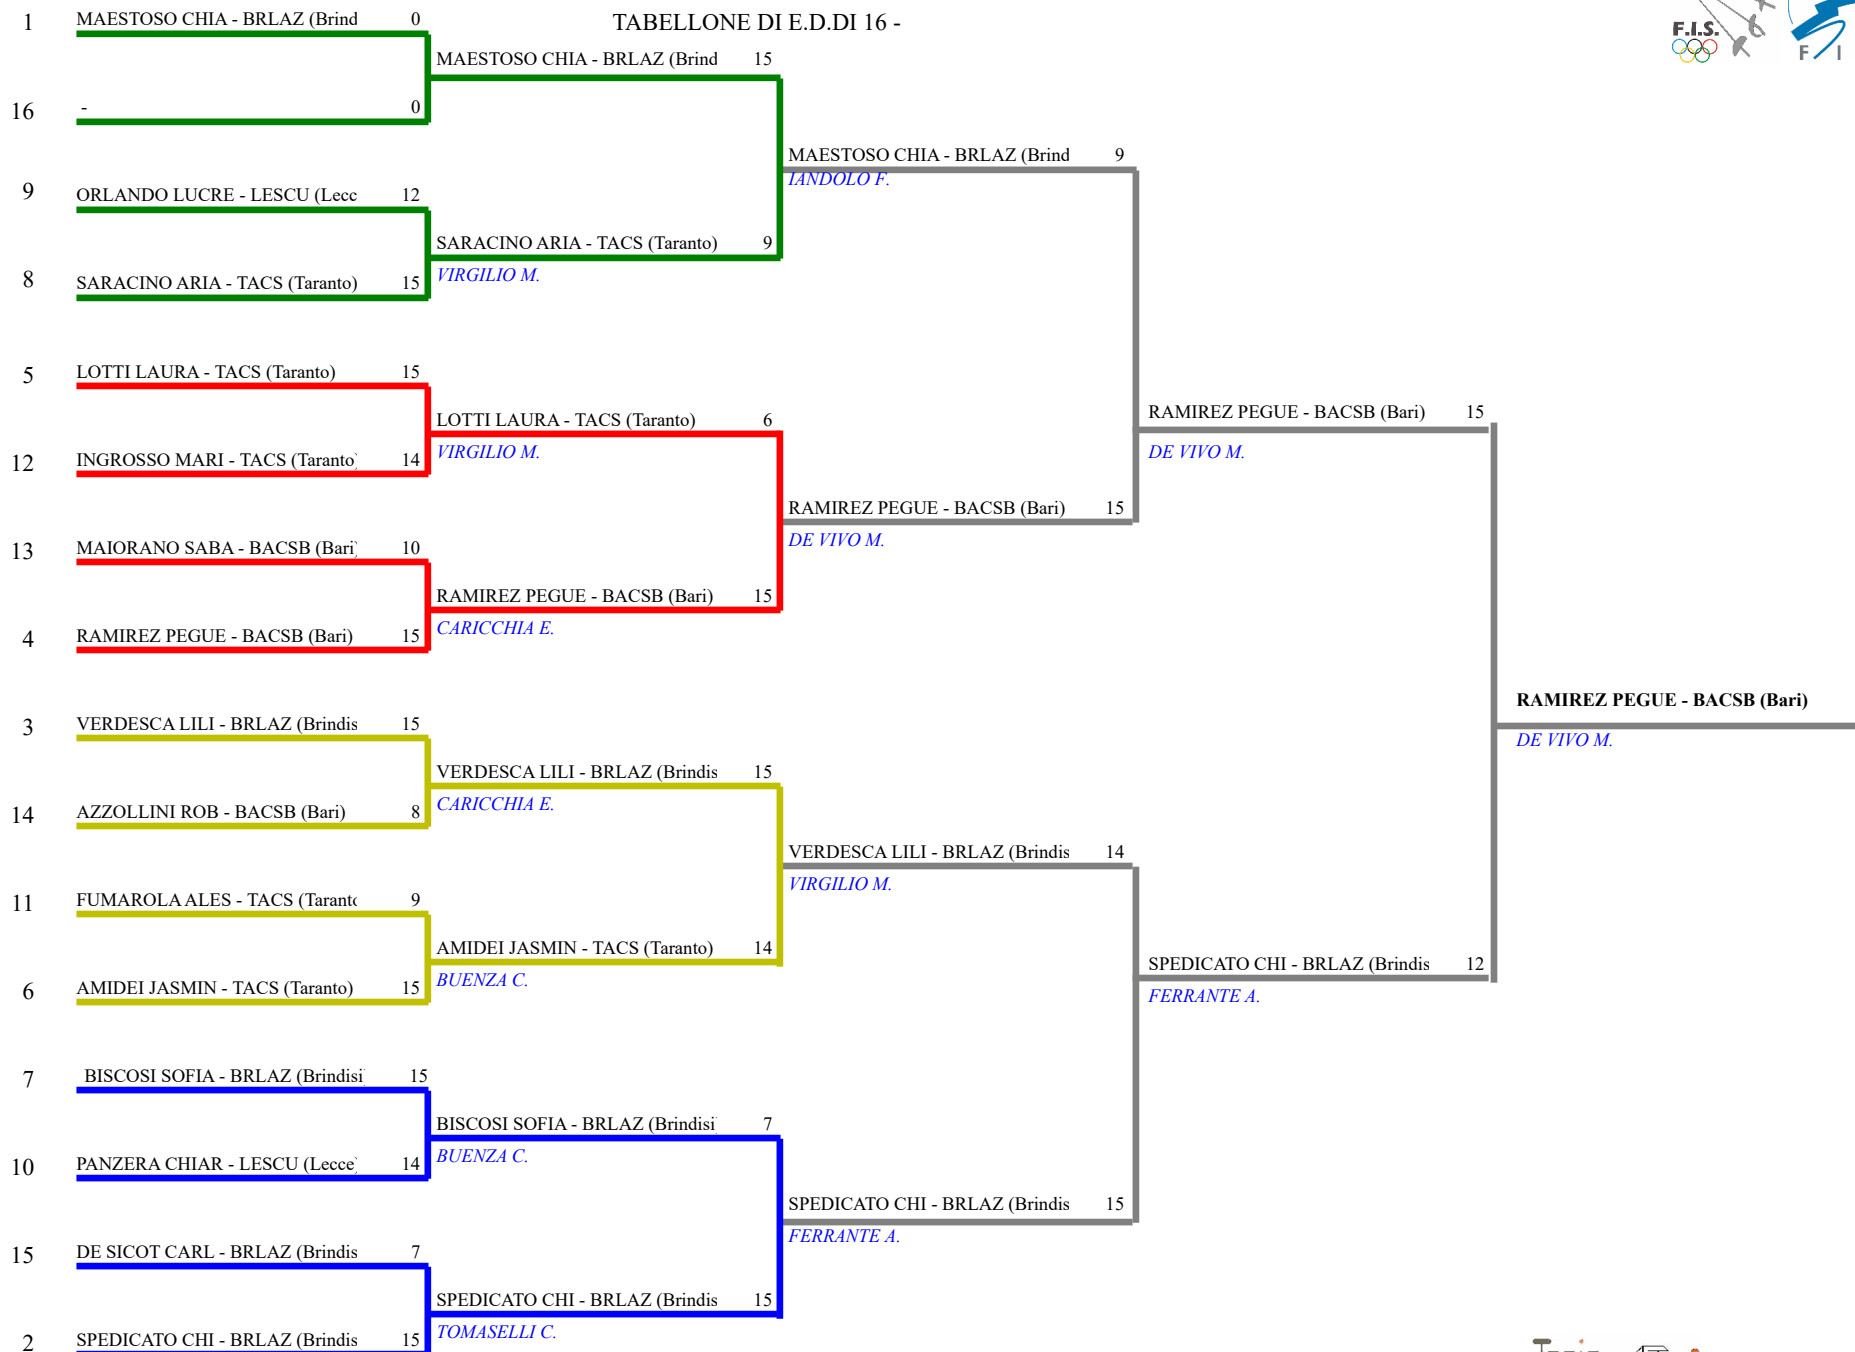 TABELLONE DI E.D.DI 16 -
F.I.S.
F I
1 MAESTOSO CHIA - BRLAZ (Brind 0
MAESTOSO CHIA - BRLAZ (Brind 15
16 - 0
MAESTOSO CHIA - BRLAZ (Brind 9
IANDOLO F.
9 ORLANDO LUCRE - LESCU (Lecc 12
SARACINO ARIA - TACS (Taranto) 9
VIRGILIO M.
8 SARACINO ARIA - TACS (Taranto) 15
5 LOTTI LAURA - TACS (Taranto) 15
RAMIREZ PEGUE - BACSB (Bari) 15
DE VIVO M.
LOTTI LAURA - TACS (Taranto) 6
VIRGILIO M.
12 INGROSSO MARI - TACS (Taranto) 14
RAMIREZ PEGUE - BACSB (Bari) 15
DE VIVO M.
13 MAIORANO SABA - BACSB (Bari) 10
RAMIREZ PEGUE - BACSB (Bari) 15
CARICCHIA E.
4 RAMIREZ PEGUE - BACSB (Bari) 15
RAMIREZ PEGUE - BACSB (Bari)
DE VIVO M.
3 VERDESCA LILI - BRLAZ (Brindis 15
VERDESCA LILI - BRLAZ (Brindis 15
CARICCHIA E.
14 AZZOLLINI ROB - BACSB (Bari) 8
VERDESCA LILI - BRLAZ (Brindis 14
VIRGILIO M.
11 FUMAROLA ALES - TACS (Taranto 9
AMIDEI JASMIN - TACS (Taranto) 14
BUENZA C.
SPEDICATO CHI - BRLAZ (Brindis 12
FERRANTE A.
6 AMIDEI JASMIN - TACS (Taranto) 15
7 BISCOSI SOFIA - BRLAZ (Brindisi) 15
BISCOSI SOFIA - BRLAZ (Brindisi) 7
BUENZA C.
10 PANZERA CHIAR - LESCU (Lecce) 14
SPEDICATO CHI - BRLAZ (Brindis 15
FERRANTE A.
15 DE SICOT CARL - BRLAZ (Brindis 7
SPEDICATO CHI - BRLAZ (Brindis 15
TOMASELLI C.
2 SPEDICATO CHI - BRLAZ (Brindis 15